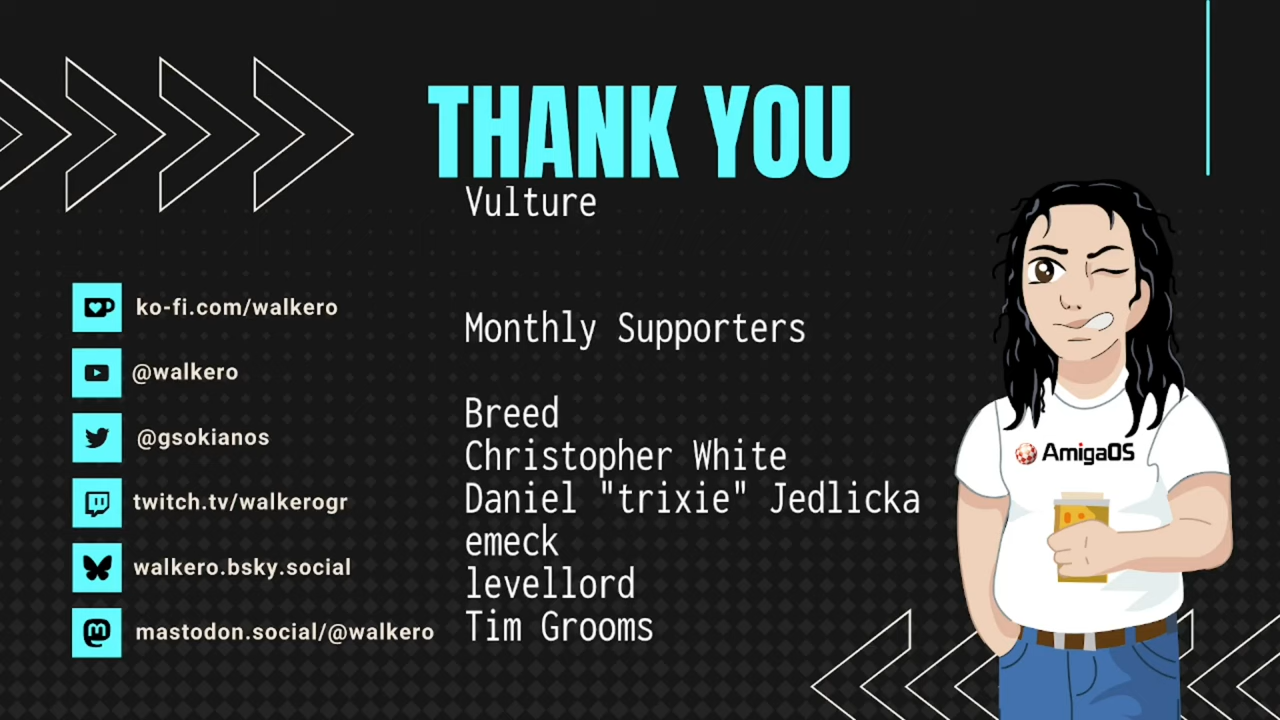 THANK YOU
Vulture
ko-fi.com/walkero
@walkero
@gsokianos
twitch.tv/walkerogr
walkero.bsky.social
mastodon.social/@walkero
Monthly Supporters
Breed
Christopher White
Daniel "trixie" Jedlicka
emeck
levellord
Tim Grooms
AmigaOS